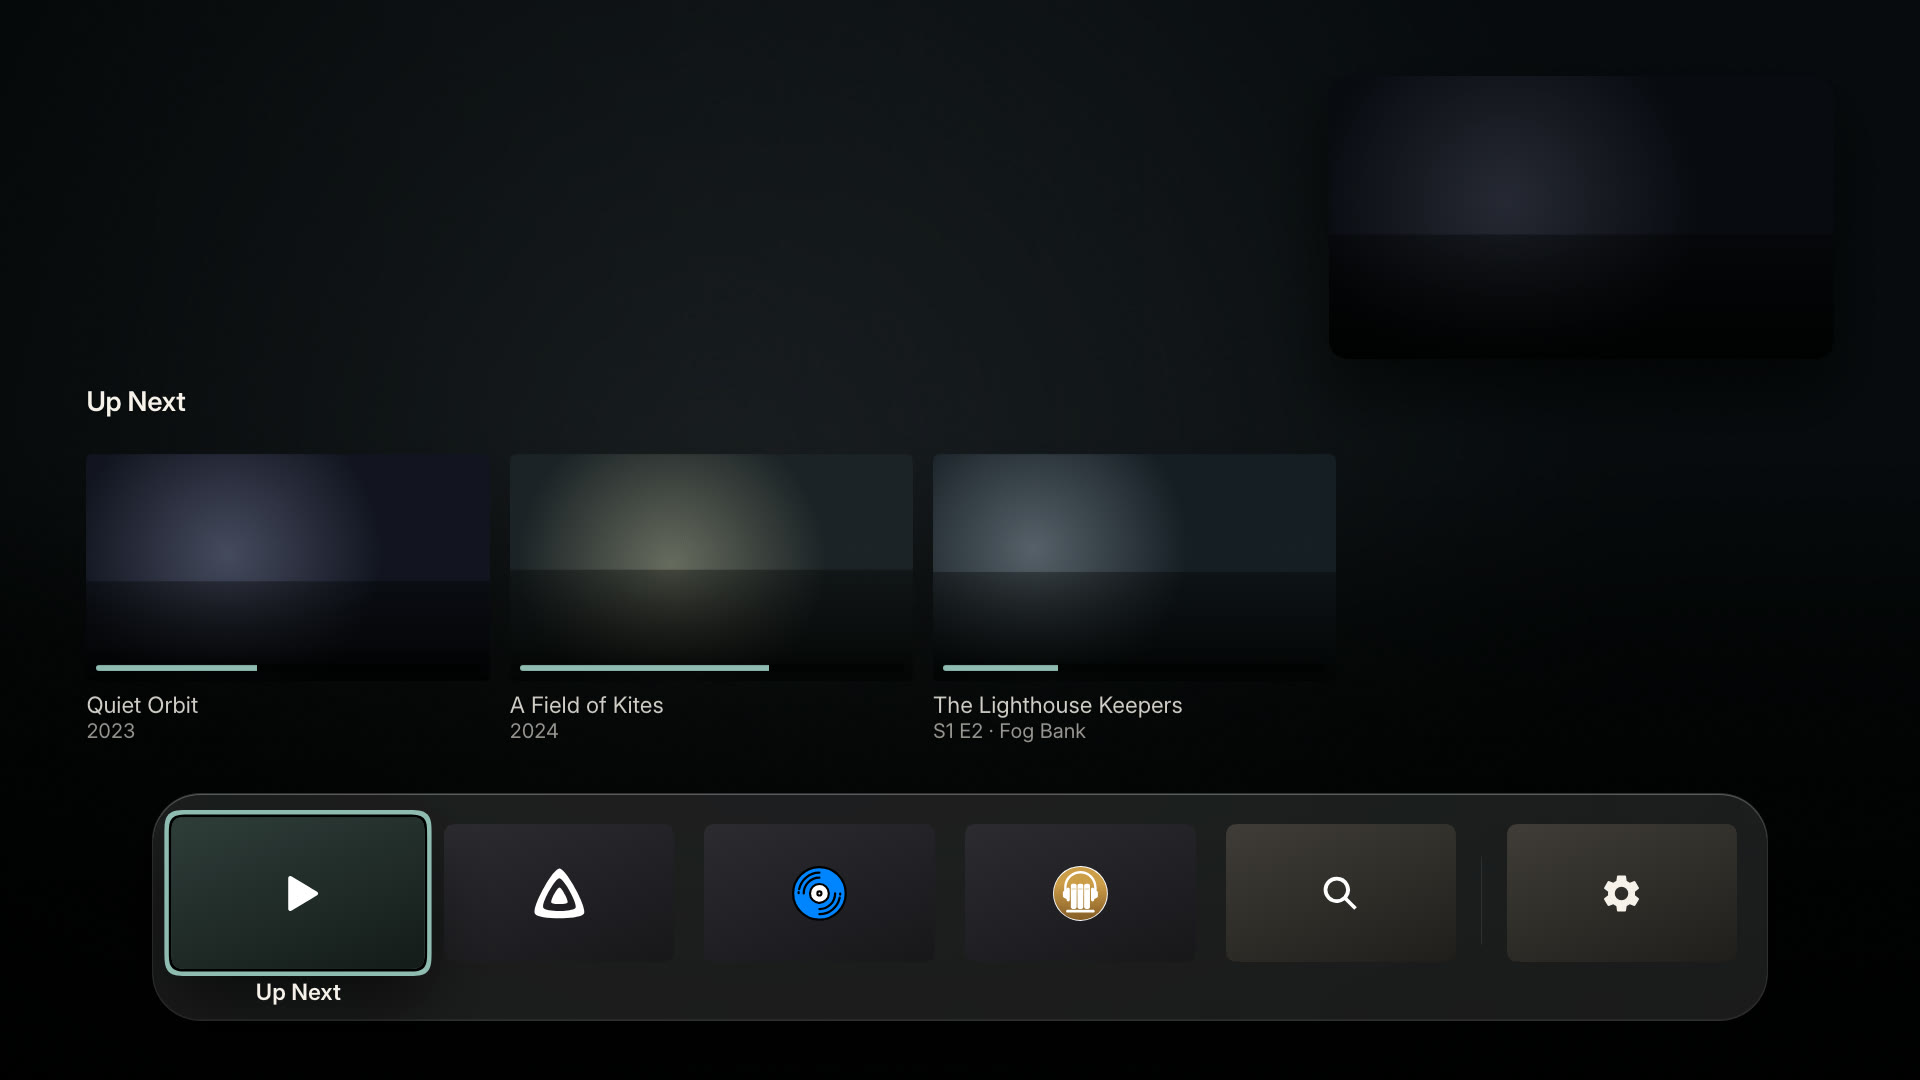 Up Next
Quiet Orbit
2023
A Field of Kites
2024
The Lighthouse Keepers
S1 E2 · Fog Bank
Up Next